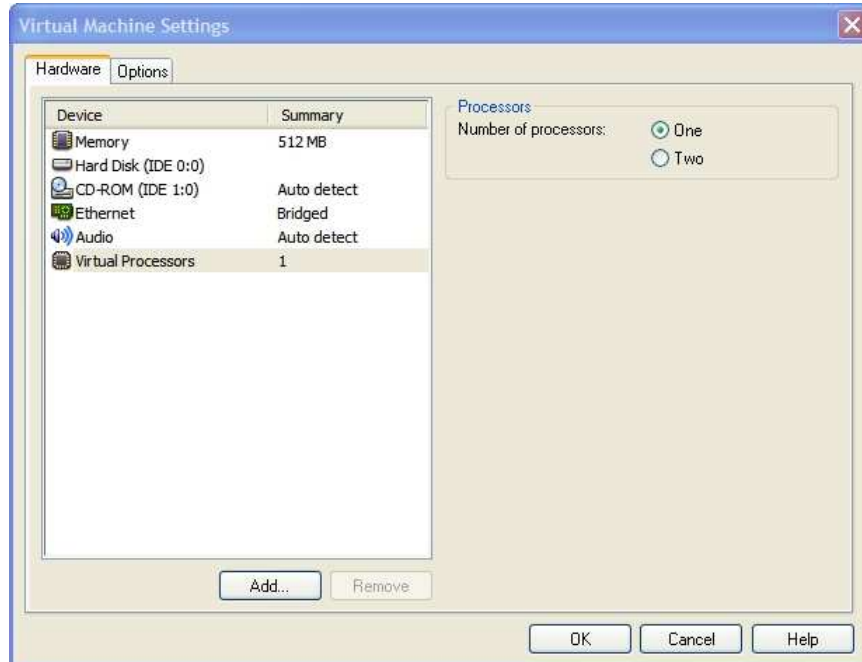 Virtual Machine Settings
Hardware Options
Device Summary
Memory 512 MB
Hard Disk (IDE 0:0)
CD-ROM (IDE 1:0) Auto detect
Ethernet Bridged
Audio Auto detect
Virtual Processors 1
Add... Remove
Processors
Number of processors: One
Two
OK Cancel Help